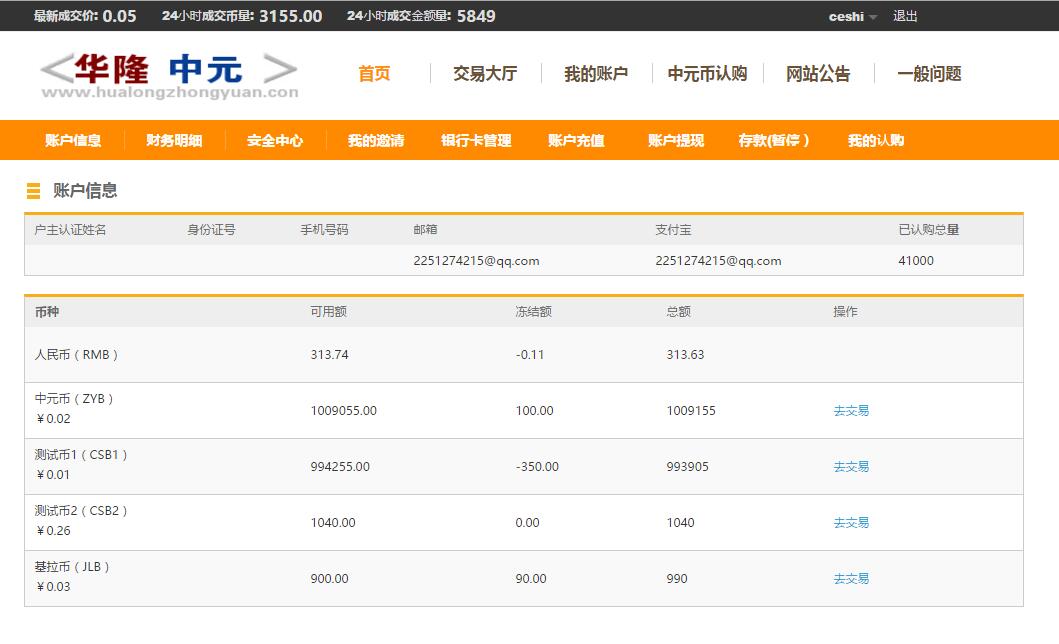 最新成交价: 0.05 24小时成交币量: 3155.00 24小时成交金额量: 5849 ceshi 退出
<华隆 中元>
www.hualongzhongyuan.com
首页 交易大厅 我的账户 中元币认购 网站公告 一般问题
账户信息 财务明细 安全中心 我的邀请 银行卡管理 账户充值 账户提现 存款(暂停) 我的认购
账户信息
户主认证姓名 身份证号 手机号码 邮箱 支付宝 已认购总量
2251274215@qq.com 2251274215@qq.com 41000
币种 可用额 冻结额 总额 操作
人民币(RMB) 313.74 -0.11 313.63
中元币(ZYB)
¥0.02
1009055.00 100.00 1009155 去交易
测试币1(CSB1)
¥0.01
994255.00 -350.00 993905 去交易
测试币2(CSB2)
¥0.26
1040.00 0.00 1040 去交易
基拉币(JLB)
¥0.03
900.00 90.00 990 去交易